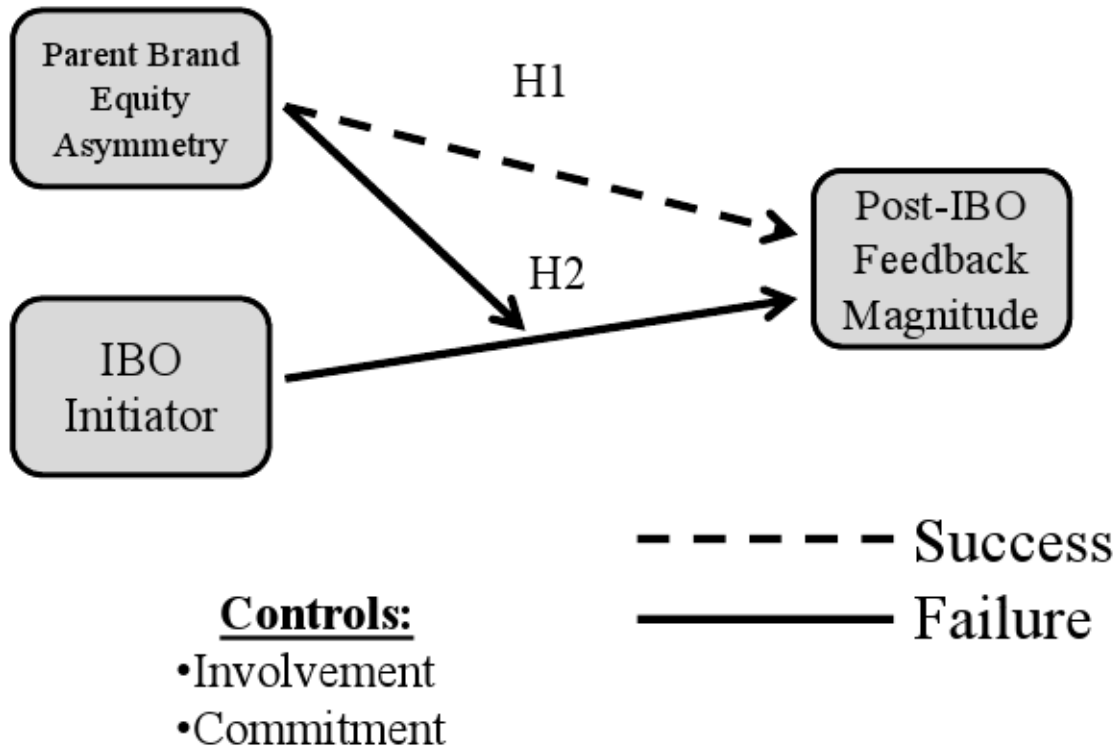 Parent Brand
Equity
Asymmetry
H1
Post-IBO
Feedback
Magnitude
H2
IBO
Initiator
Success
Failure
Controls:
•Involvement
•Commitment